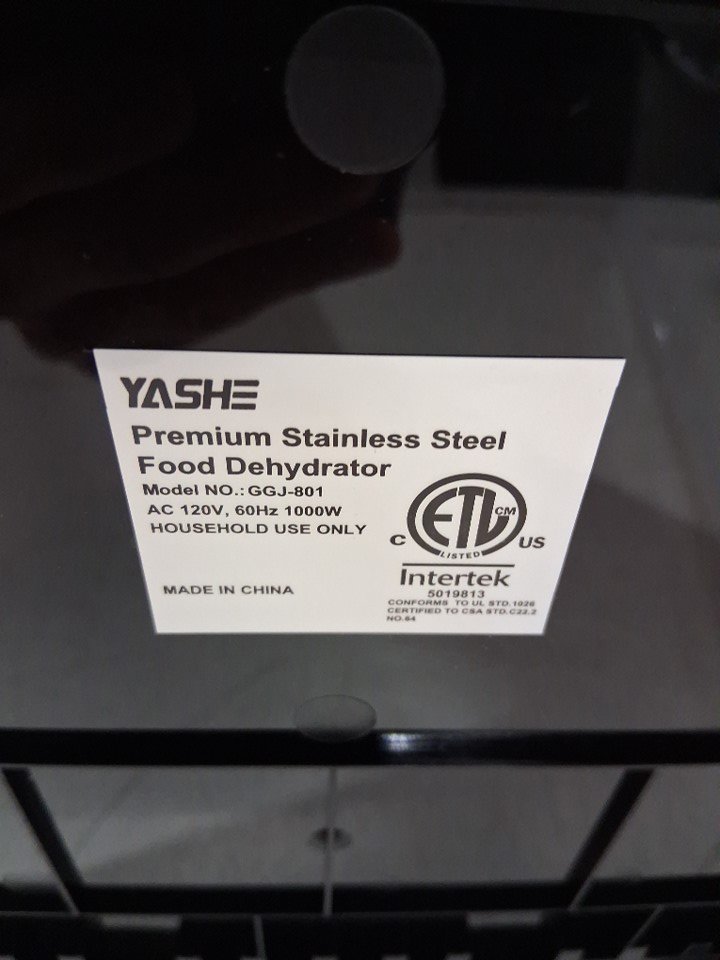 YASHE
Premium Stainless Steel
Food Dehydrator
Model NO.: GGJ-801
AC 120V, 60Hz 1000W
HOUSEHOLD USE ONLY
MADE IN CHINA
ETL CM
C LISTED US
Intertek
5019813
CONFORMS TO UL STD.1026
CERTIFIED TO CSA STD.C22.2
NO.64